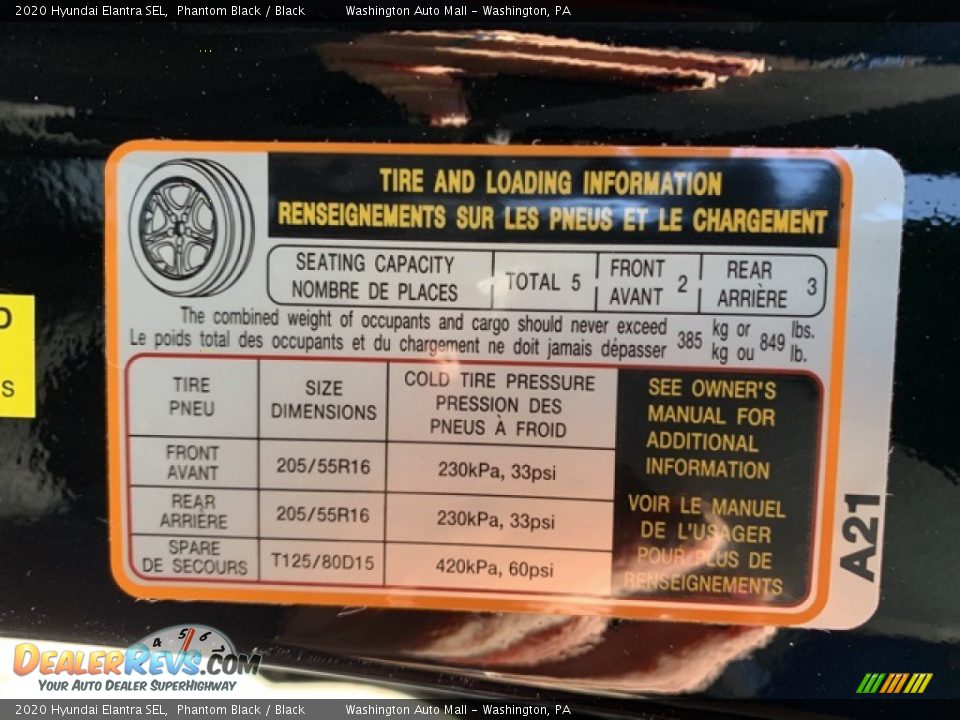 2020 Hyundai Elantra SEL, Phantom Black / Black Washington Auto Mall - Washington, PA
TIRE AND LOADING INFORMATION
RENSEIGNEMENTS SUR LES PNEUS ET LE CHARGEMENT
SEATING CAPACITY
NOMBRE DE PLACES
TOTAL 5
FRONT
AVANT
2
REAR
ARRIÈRE
3
The combined weight of occupants and cargo should never exceed
Le poids total des occupants et du chargement ne doit jamais dépasser
385
kg or
kg ou
849
lbs.
lb.
TIRE
PNEU
SIZE
DIMENSIONS
COLD TIRE PRESSURE
PRESSION DES
PNEUS À FROID
FRONT
AVANT
205/55R16
230kPa, 33psi
REAR
ARRIÈRE
205/55R16
230kPa, 33psi
SPARE
DE SECOURS
T125/80D15
420kPa, 60psi
SEE OWNER'S
MANUAL FOR
ADDITIONAL
INFORMATION
VOIR LE MANUEL
DE L'USAGER
POUR PLUS DE
RENSEIGNEMENTS
A21
D
S
4 5 6
DEALERREVS.COM
YOUR AUTO DEALER SUPERHIGHWAY
2020 Hyundai Elantra SEL, Phantom Black / Black Washington Auto Mall - Washington, PA